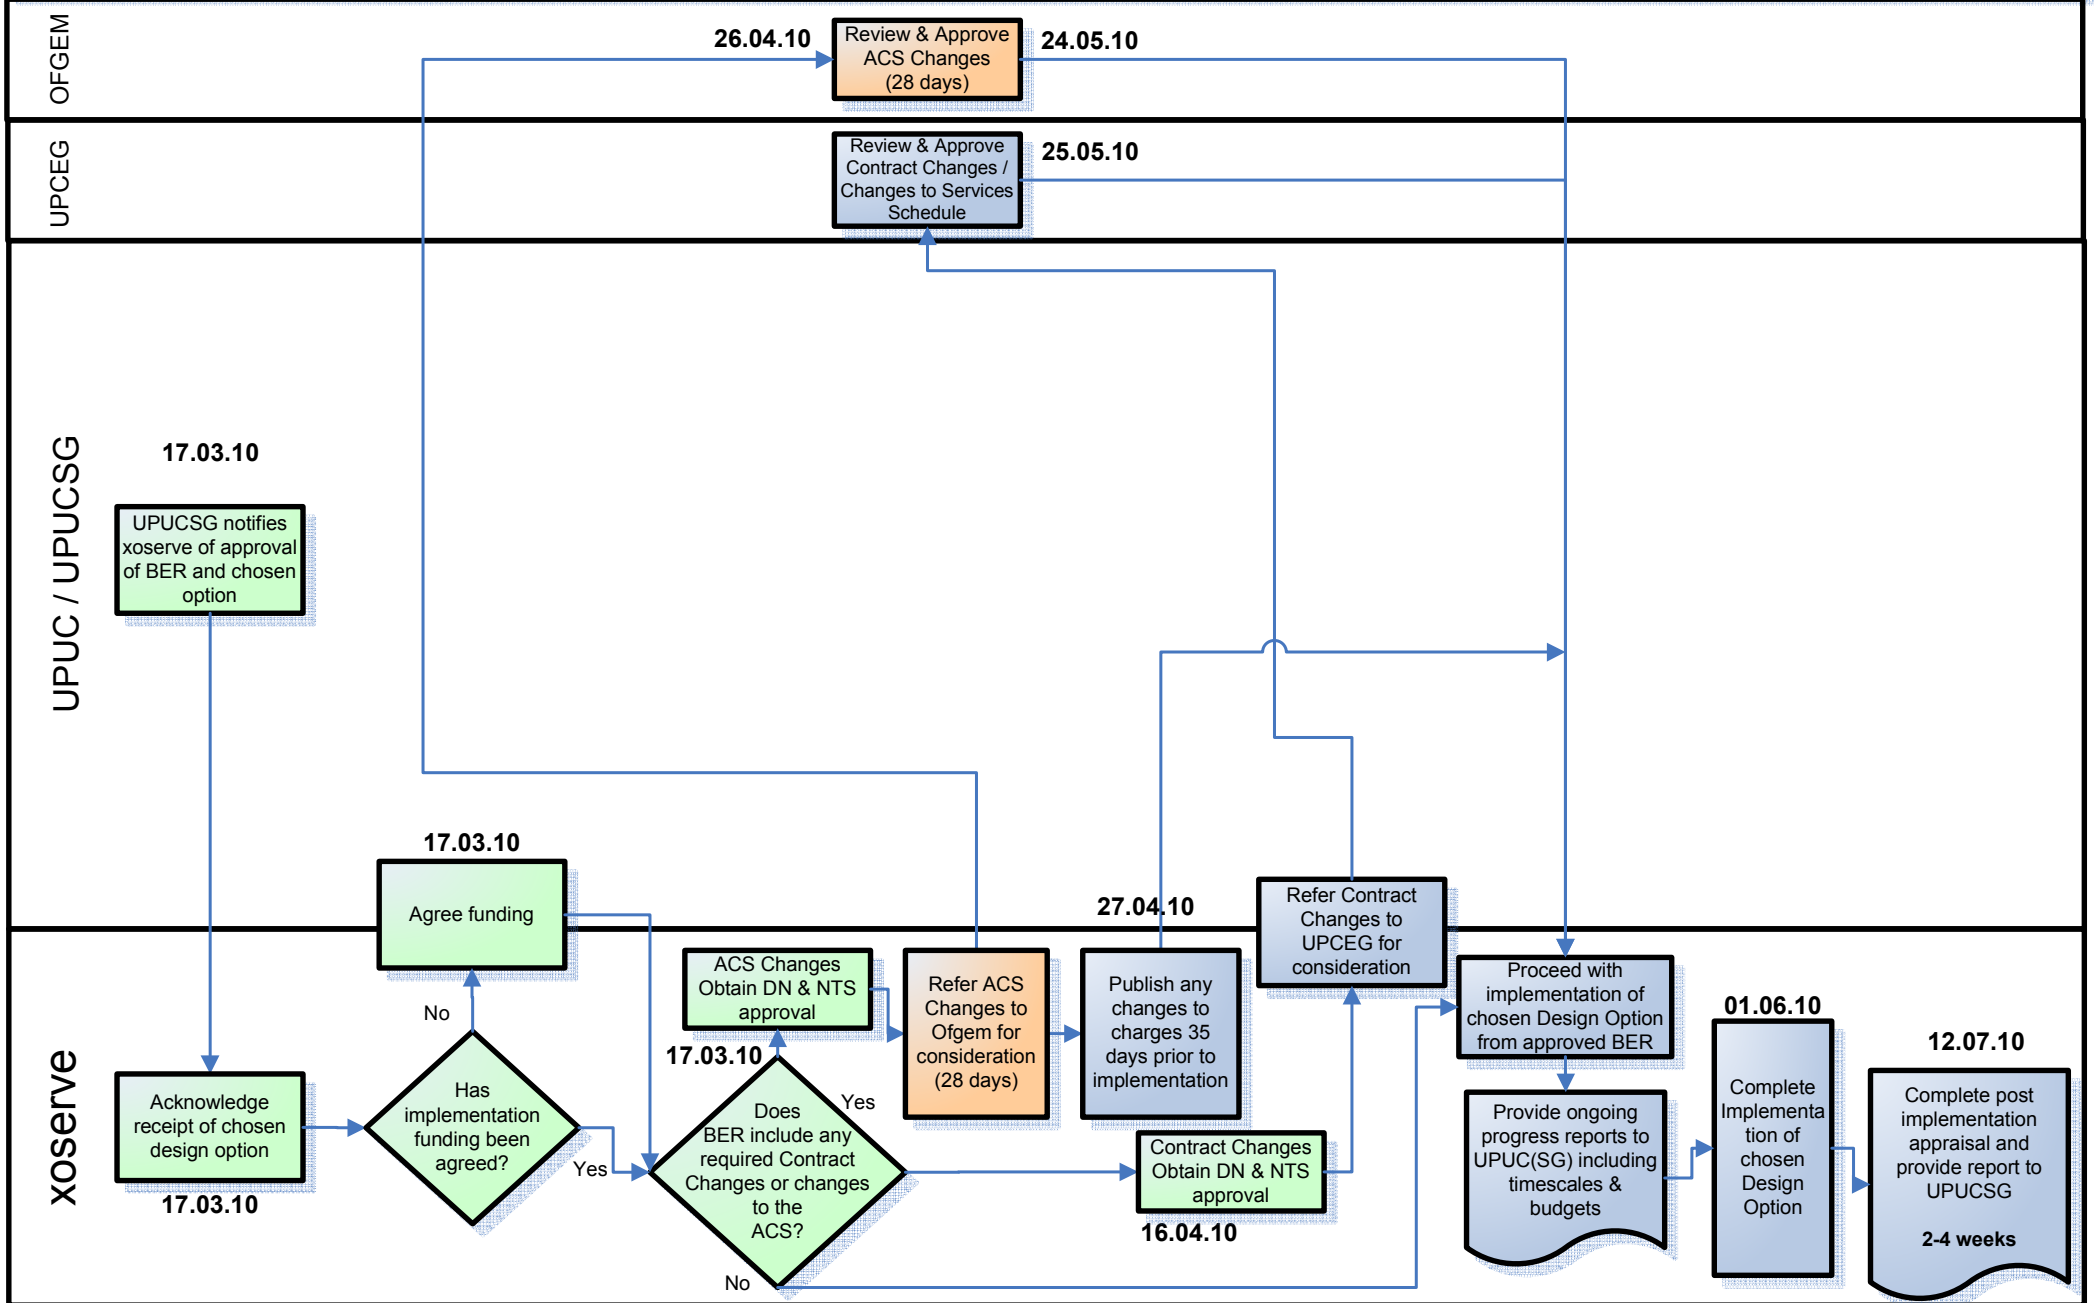 OFGEM
26.04.10
Review & Approve
ACS Changes
(28 days)
24.05.10
UPCEG
Review & Approve
Contract Changes /
Changes to Services
Schedule
25.05.10
UPUC / UPUCSG
17.03.10
UPUCSG notifies
xoserve of approval
of BER and chosen
option
17.03.10
Agree funding
27.04.10
Refer Contract
Changes to
UPCEG for
consideration
xoserve
Acknowledge
receipt of chosen
design option
17.03.10
No
Has
implementation
funding been
agreed?
Yes
ACS Changes
Obtain DN & NTS
approval
17.03.10
Does
BER include any
required Contract
Changes or changes
to the
ACS?
Yes
No
Refer ACS
Changes to
Ofgem for
consideration
(28 days)
Publish any
changes to
charges 35
days prior to
implementation
Contract Changes
Obtain DN & NTS
approval
16.04.10
Proceed with
implementation of
chosen Design Option
from approved BER
Provide ongoing
progress reports to
UPUC(SG) including
timescales &
budgets
01.06.10
Complete
Implementa
tion of
chosen
Design
Option
12.07.10
Complete post
implementation
appraisal and
provide report to
UPUCSG
2-4 weeks